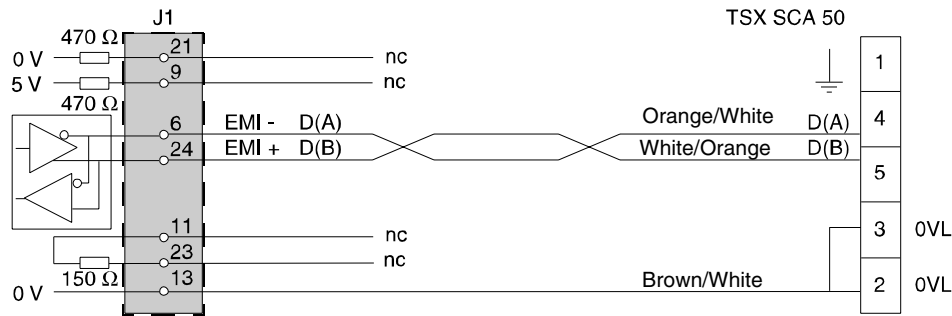 J1 TSX SCA 50
470 Ω 21 nc
0 V
9 nc
5 V
470 Ω
1
6 EMI - D(A) Orange/White D(A) 4
24 EMI + D(B) White/Orange D(B)
5
11 nc
3 0VL
23 nc
150 Ω 13 Brown/White
0 V 2 0VL